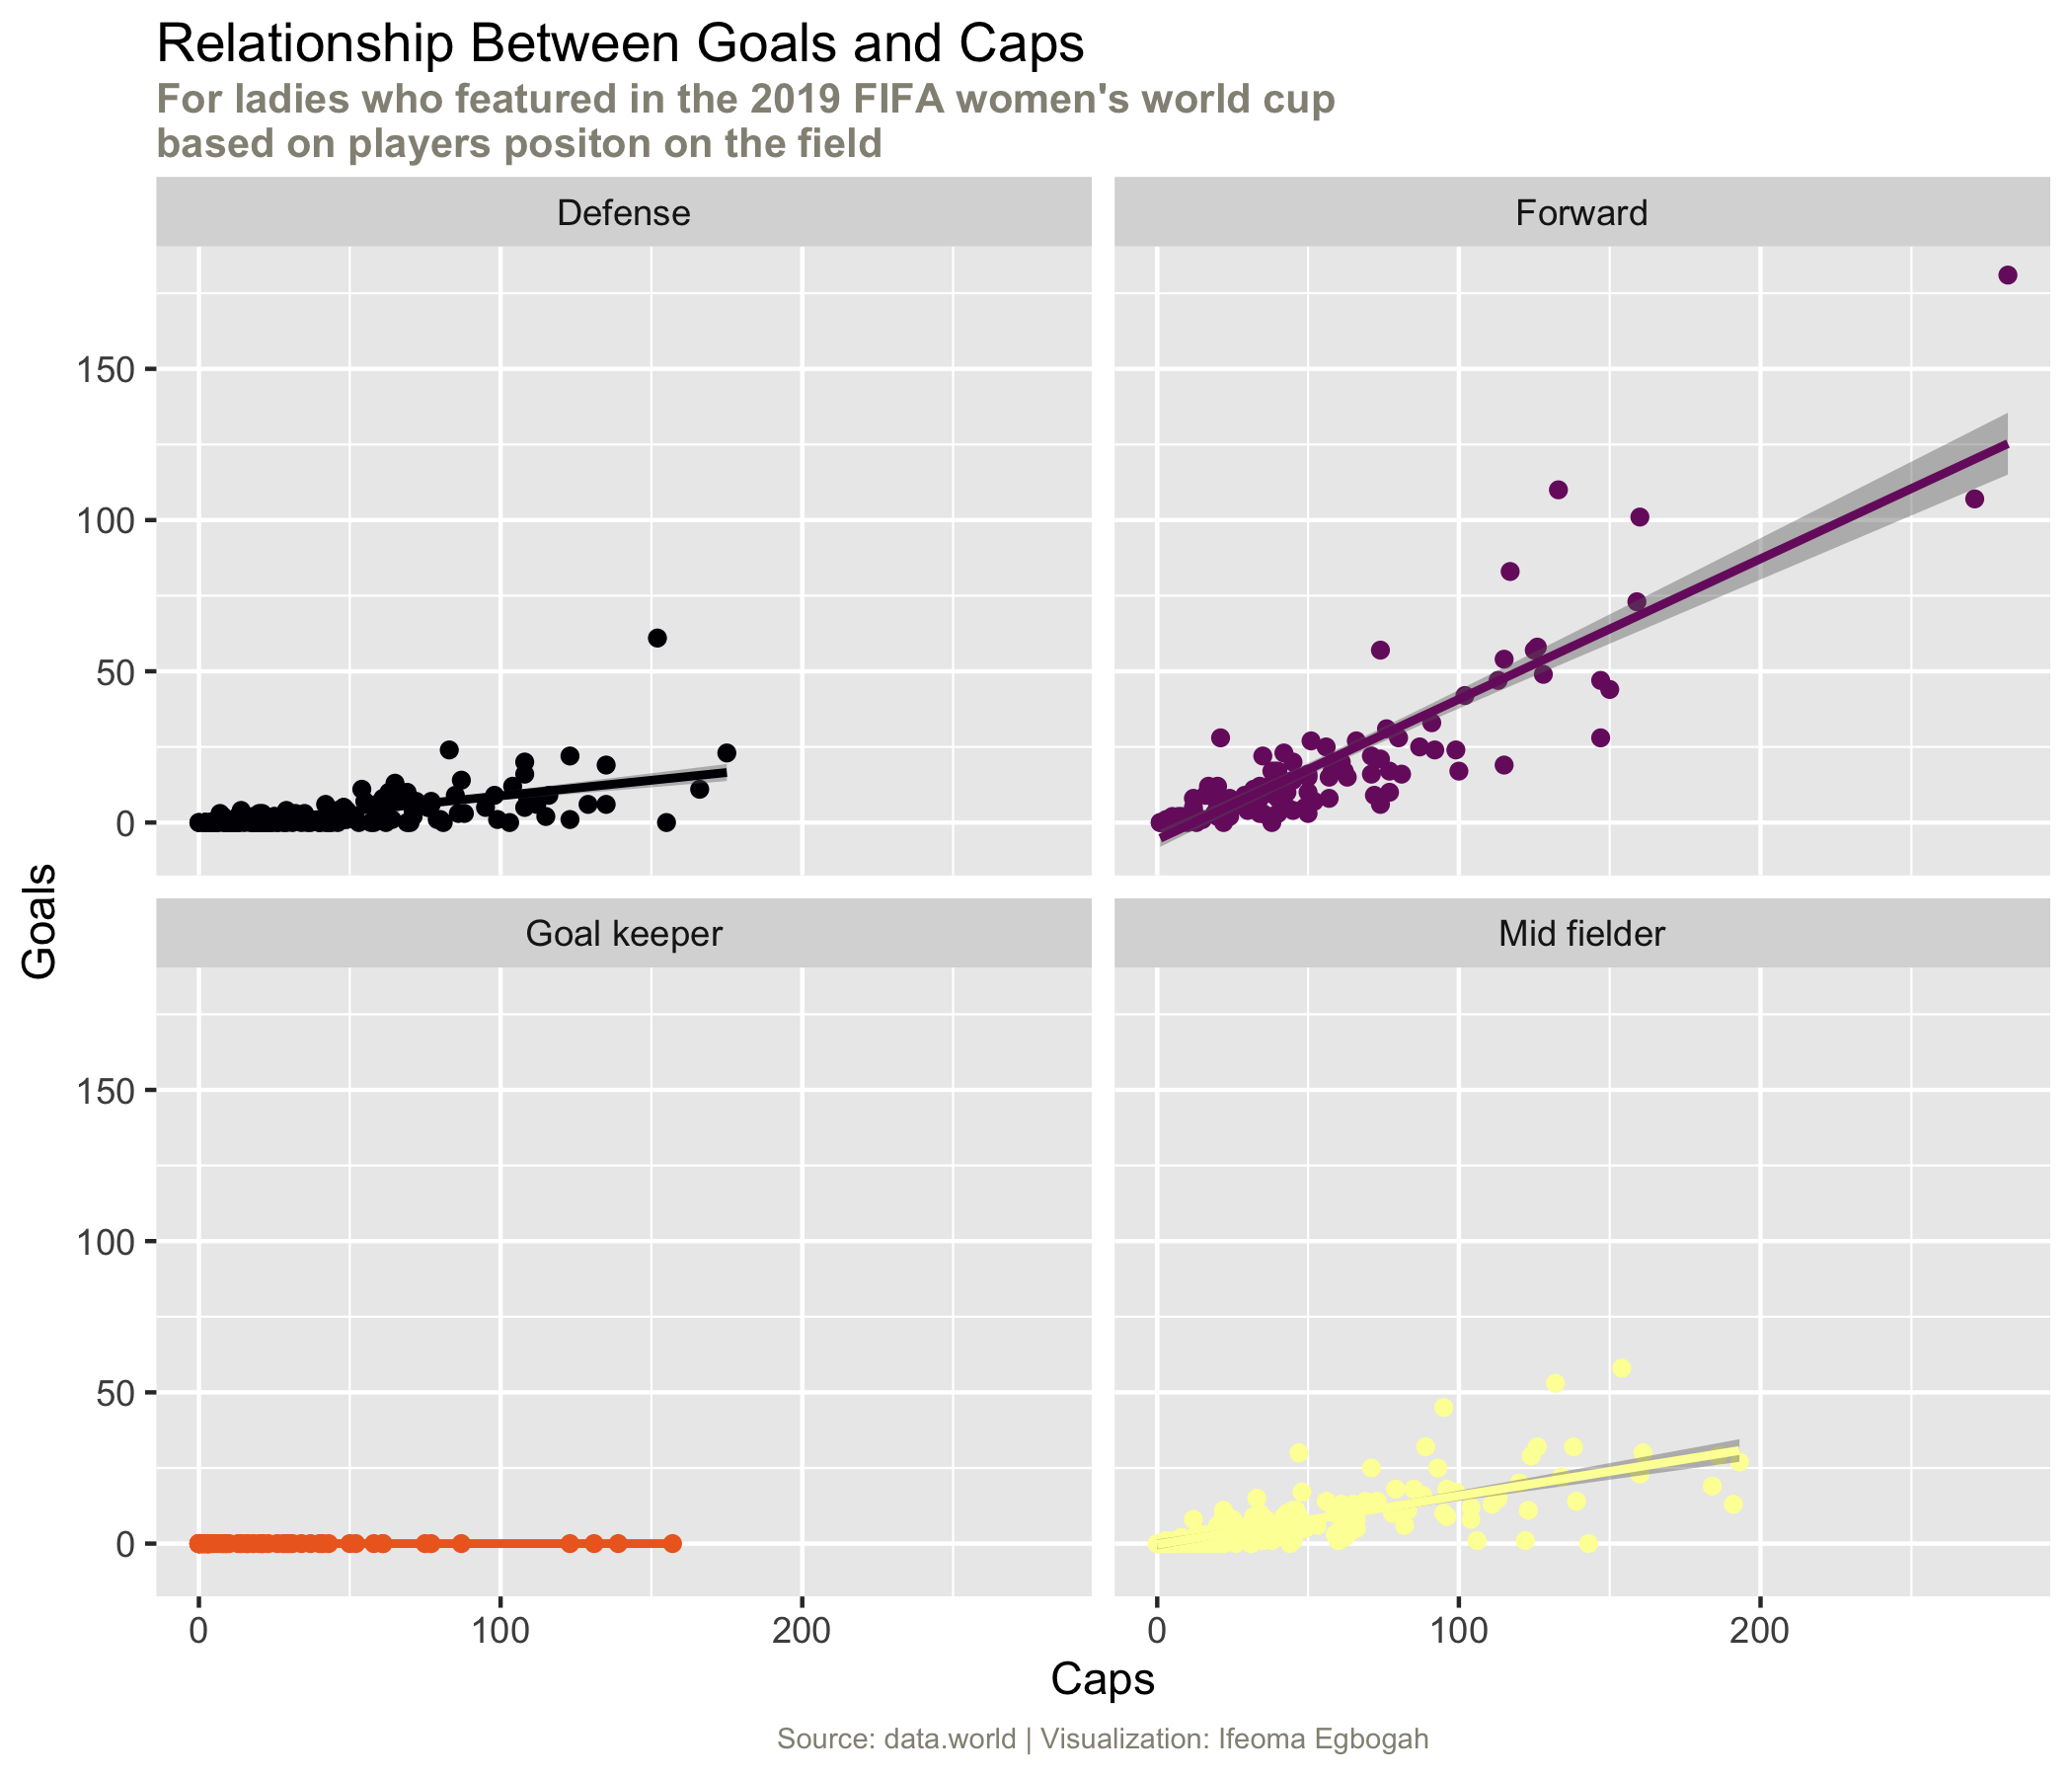 Relationship Between Goals and Caps
For ladies who featured in the 2019 FIFA women's world cup
based on players positon on the field
Defense
Forward
150
100
50
0
Goal keeper
Mid fielder
150
100
50
0
Goals
0
100
200
0
100
200
Caps
Source: data.world | Visualization: Ifeoma Egbogah